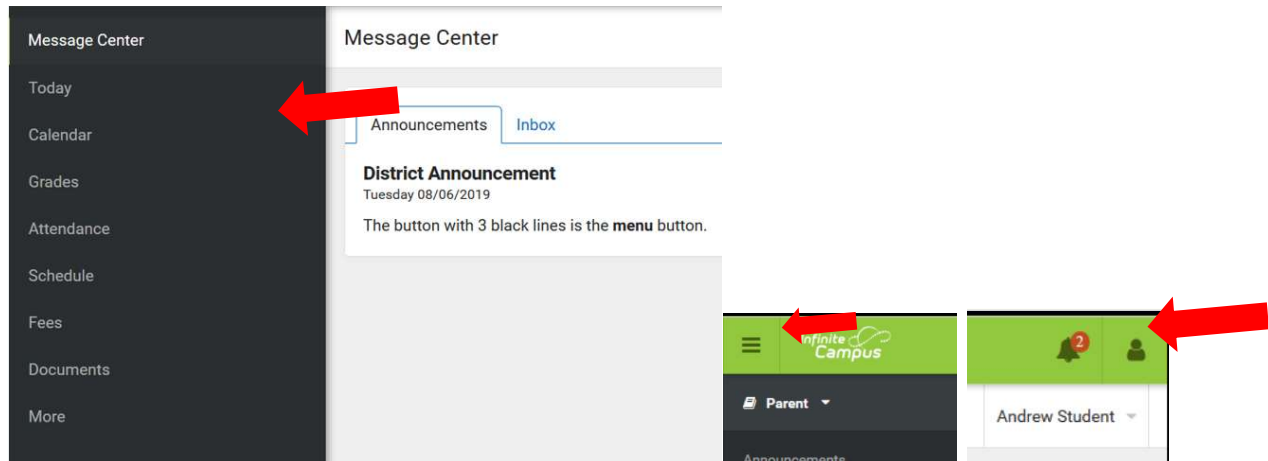 Message Center
Today
Calendar
Grades
Attendance
Schedule
Fees
Documents
More
Message Center
Announcements
Inbox
District Announcement
Tuesday 08/06/2019
The button with 3 black lines is the menu button.
Infinite
Campus
Parent
Announcements
2
Andrew Student